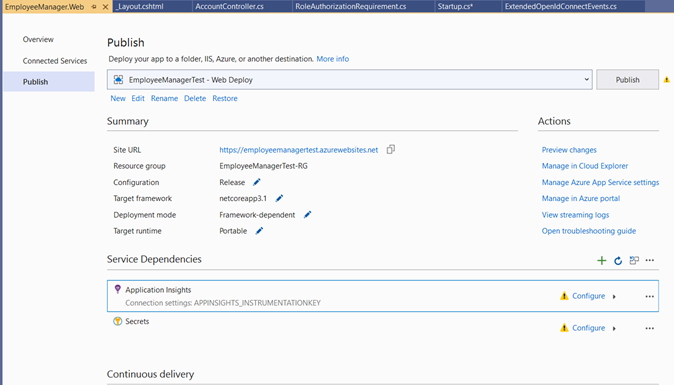 EmployeeManager.Web
_Layout.cshtml
AccountController.cs
RoleAuthorizationRequirement.cs
Startup.cs*
ExtendedOpenIdConnectEvents.cs
Overview
Connected Services
Publish
Publish
Deploy your app to a folder, IIS, Azure, or another destination. More info
EmployeeManagerTest - Web Deploy
Publish
New Edit Rename Delete Restore
Summary
Site URL https://employeemanagertest.azurewebsites.net
Resource group EmployeeManagerTest-RG
Configuration Release
Target framework netcoreapp3.1
Deployment mode Framework-dependent
Target runtime Portable
Actions
Preview changes
Manage in Cloud Explorer
Manage Azure App Service settings
Manage in Azure portal
View streaming logs
Open troubleshooting guide
Service Dependencies
Application Insights
Connection settings: APPINSIGHTS_INSTRUMENTATIONKEY
Configure
Secrets
Configure
Continuous delivery